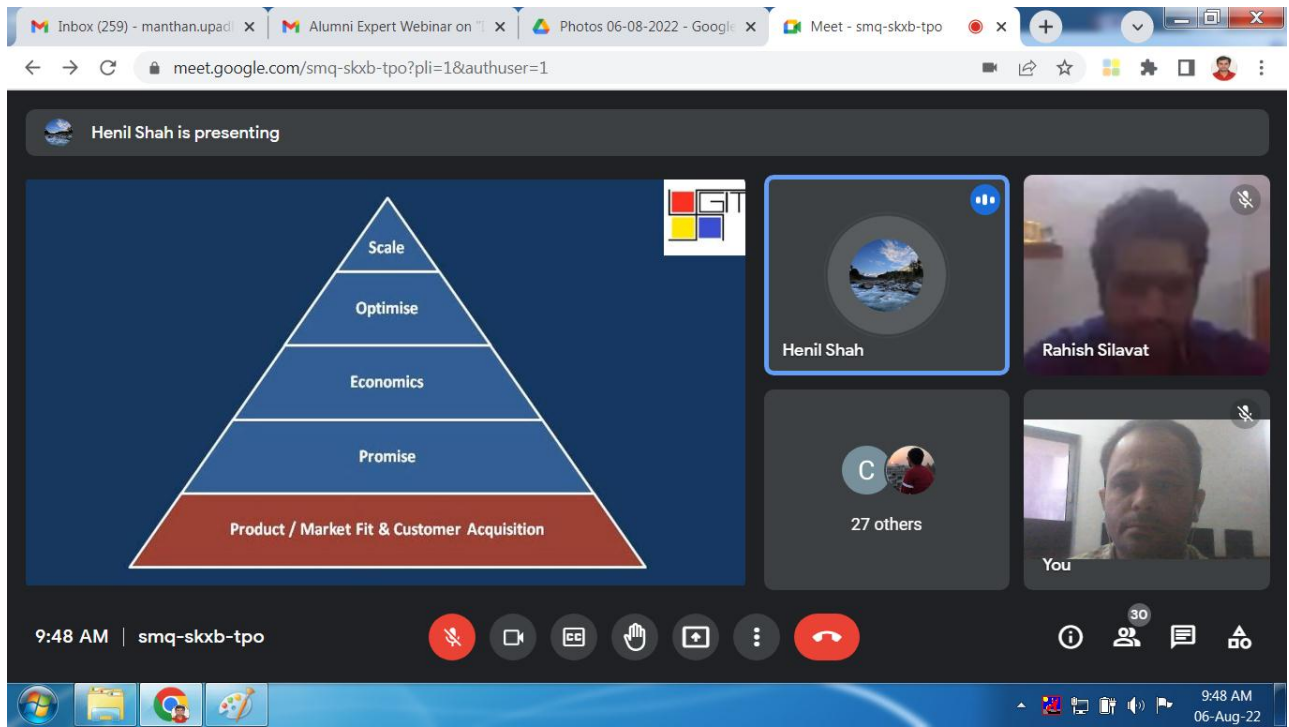 Inbox (259) - manthan.upad
Alumni Expert Webinar on "
Photos 06-08-2022 - Google
Meet - smq-skxb-tpo
meet.google.com/smq-skxb-tpo?pli=1&authuser=1
Henil Shah is presenting
GIT
Scale
Optimise
Economics
Promise
Product / Market Fit & Customer Acquisition
Henil Shah
Rahish Silavat
C
27 others
You
9:48 AM | smq-skxb-tpo
CC
30
9:48 AM
06-Aug-22